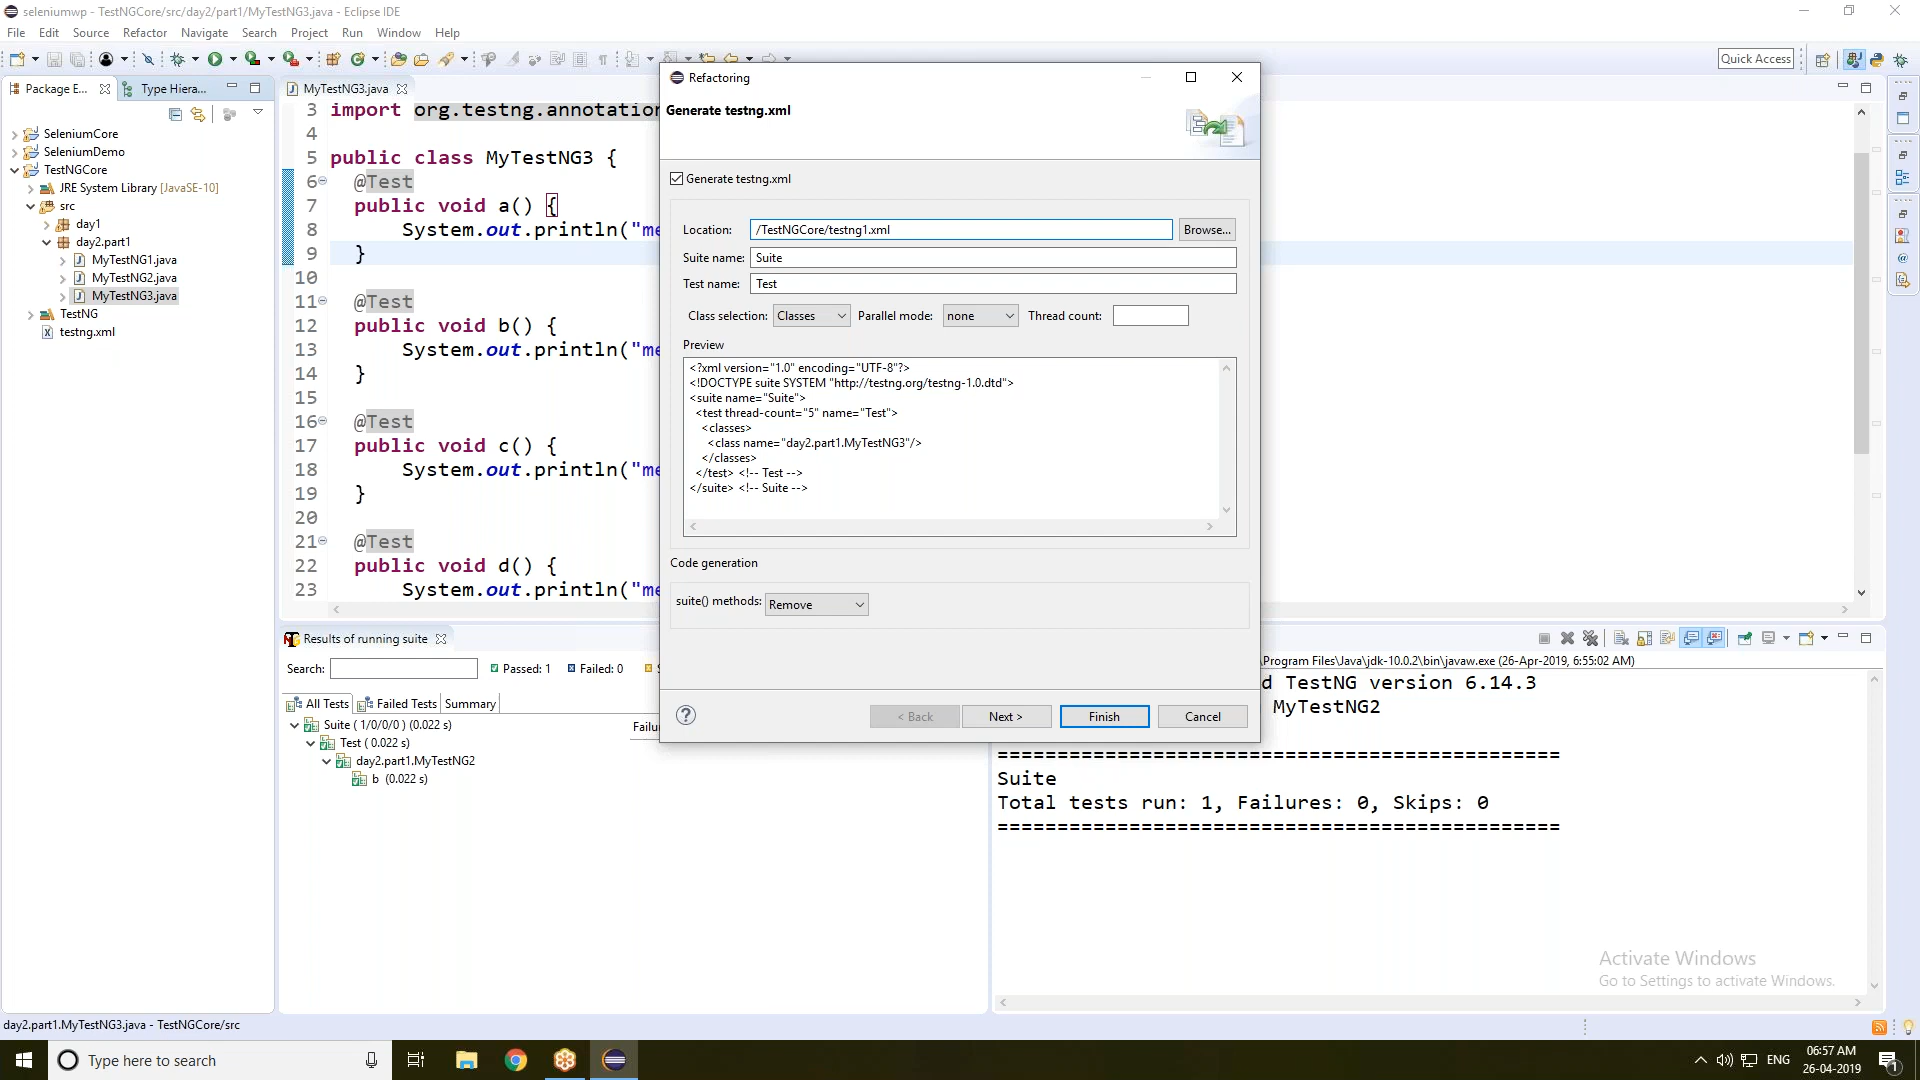 seleniumwp - TestNGCore/src/day2/part1/MyTestNG3.java - Eclipse IDE
File Edit Source Refactor Navigate Search Project Run Window Help
Quick Access
Package E...
Type Hiera...
SeleniumCore
SeleniumDemo
TestNGCore
JRE System Library [JavaSE-10]
src
day1
day2.part1
MyTestNG1.java
MyTestNG2.java
MyTestNG3.java
TestNG
testng.xml
MyTestNG3.java
3 import org.testng.annotation
4
5 public class MyTestNG3 {
6 @Test
7 public void a() {
8 System.out.println("me
9 }
10
11 @Test
12 public void b() {
13 System.out.println("me
14 }
15
16 @Test
17 public void c() {
18 System.out.println("me
19 }
20
21 @Test
22 public void d() {
23 System.out.println("me
Refactoring
Generate testng.xml
Generate testng.xml
Location: /TestNGCore/testng1.xml Browse...
Suite name: Suite
Test name: Test
Class selection: Classes Parallel mode: none Thread count:
Preview
<?xml version="1.0" encoding="UTF-8"?>
<!DOCTYPE suite SYSTEM "http://testng.org/testng-1.0.dtd">
<suite name="Suite">
<test thread-count="5" name="Test">
<classes>
<class name="day2.part1.MyTestNG3"/>
</classes>
</test> <!-- Test -->
</suite> <!-- Suite -->
Code generation
suite() methods: Remove
< Back Next > Finish Cancel
Results of running suite
Search: Passed: 1 Failed: 0
All Tests Failed Tests Summary
Suite ( 1/0/0/0 ) (0.022 s)
Test ( 0.022 s)
day2.part1.MyTestNG2
b (0.022 s)
Failu
\Program Files\Java\jdk-10.0.2\bin\javaw.exe (26-Apr-2019, 6:55:02 AM)
d TestNG version 6.14.3
MyTestNG2
===============================================
Suite
Total tests run: 1, Failures: 0, Skips: 0
===============================================
Activate Windows
Go to Settings to activate Windows.
day2.part1.MyTestNG3.java - TestNGCore/src
Type here to search
ENG
06:57 AM
26-04-2019
1